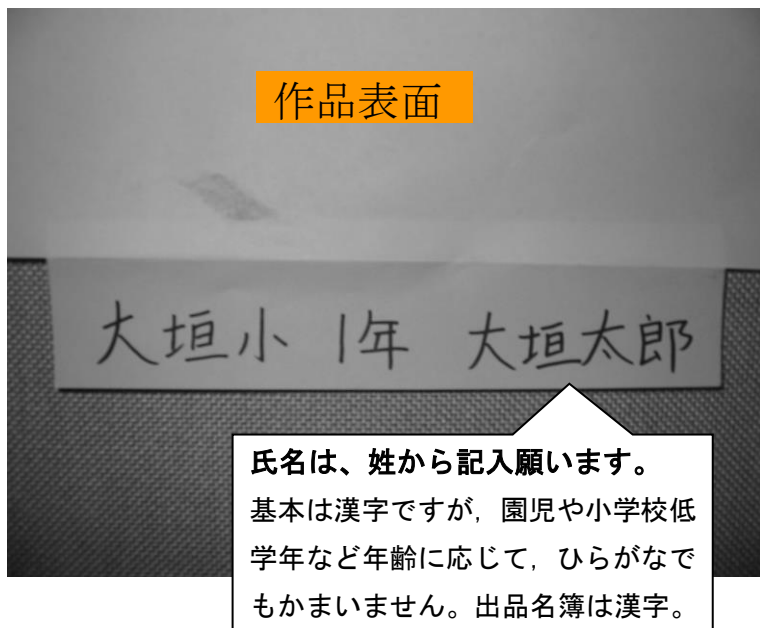 作品表面
大垣小 1年 大垣太郎
氏名は、姓から記入願います。
基本は漢字ですが，園児や小学校低
学年など年齢に応じて，ひらがなで
もかまいません。出品名簿は漢字。